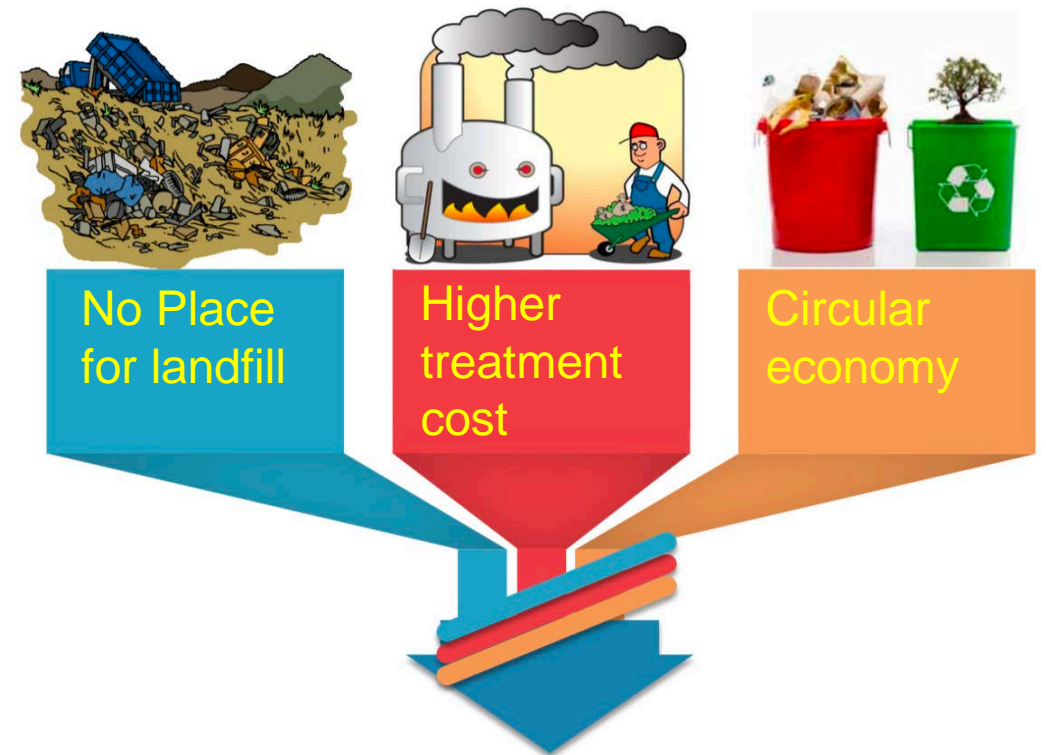 No Place
for landfill
Higher
treatment
cost
Circular
economy